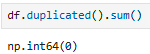 df.duplicated().sum()
np.int64(0)